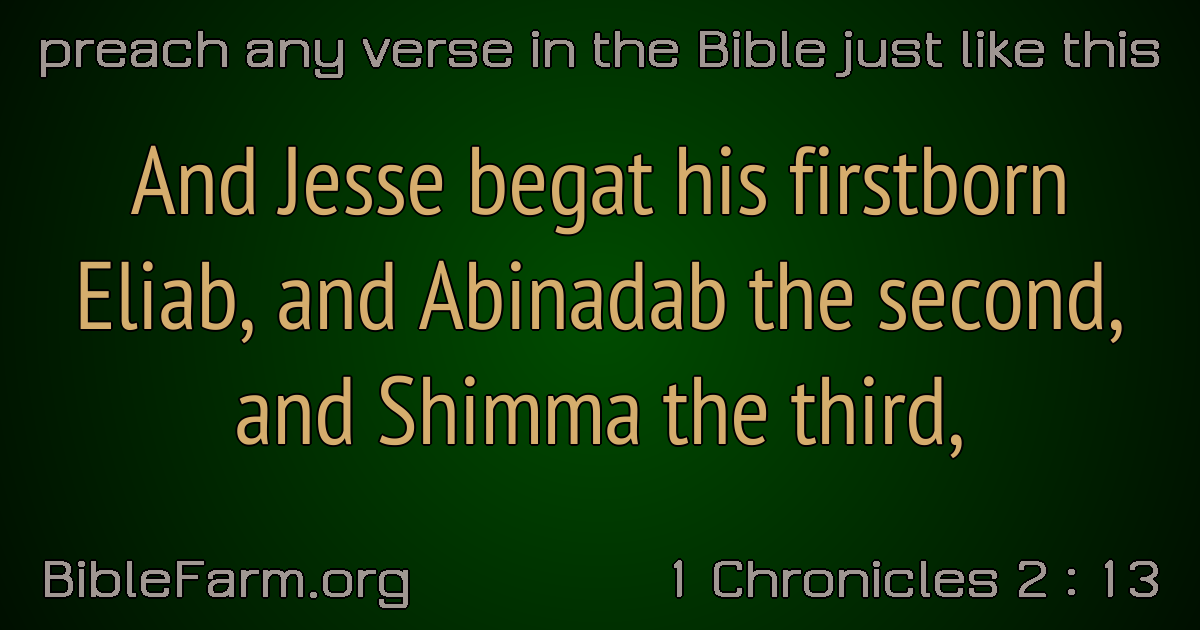 preach any verse in the Bible just like this
And Jesse begat his firstborn
Eliab, and Abinadab the second,
and Shimma the third,
BibleFarm.org
1 Chronicles 2 : 13